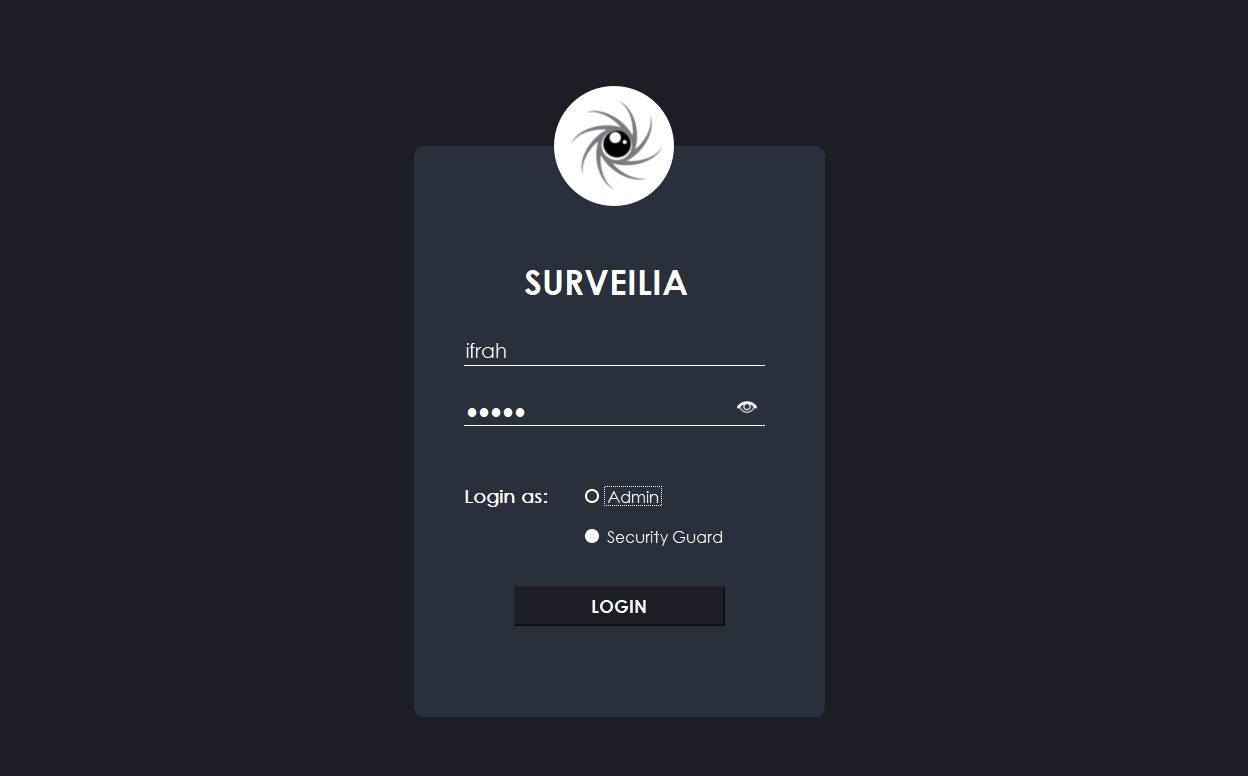 SURVEILIA
ifrah
●●●●●
Login as:
Admin
Security Guard
LOGIN